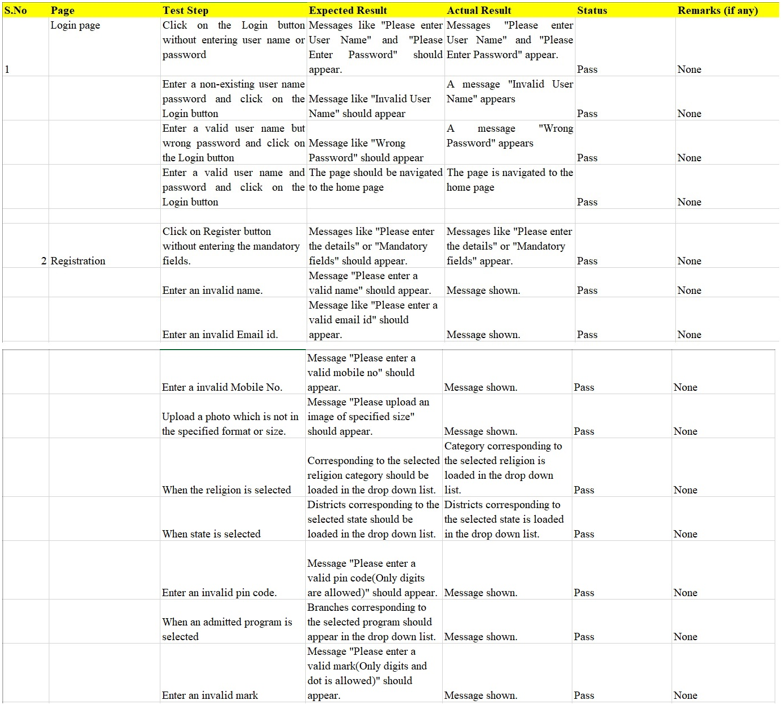 S.No Page Test Step Expected Result Actual Result Status Remarks (if any)
1 Login page Click on the Login button without entering user name or password Messages like "Please enter User Name" and "Please Enter Password" should appear. Messages "Please enter User Name" and "Please Enter Password" appear. Pass None
Enter a non-existing user name password and click on the Login button Message like "Invalid User Name" should appear A message "Invalid User Name" appears Pass None
Enter a valid user name but wrong password and click on the Login button Message like "Wrong Password" should appear A message "Wrong Password" appears Pass None
Enter a valid user name and password and click on the Login button The page should be navigated to the home page The page is navigated to the home page Pass None
2 Registration Click on Register button without entering the mandatory fields. Messages like "Please enter the details" or "Mandatory fields" should appear. Messages like "Please enter the details" or "Mandatory fields" appear. Pass None
Enter an invalid name. Message "Please enter a valid name" should appear. Message shown. Pass None
Enter an invalid Email id. Message like "Please enter a valid email id" should appear. Message shown. Pass None
Enter a invalid Mobile No. Message "Please enter a valid mobile no" should appear. Message shown. Pass None
Upload a photo which is not in the specified format or size. Message "Please upload an image of specified size" should appear. Message shown. Pass None
When the religion is selected Corresponding to the selected religion category should be loaded in the drop down list. Category corresponding to the selected religion is loaded in the drop down list. Pass None
When state is selected Districts corresponding to the selected state should be loaded in the drop down list. Districts corresponding to the selected state is loaded in the drop down list. Pass None
Enter an invalid pin code. Message "Please enter a valid pin code(Only digits are allowed)" should appear. Message shown. Pass None
When an admitted program is selected Branches corresponding to the selected program should appear in the drop down list. Message shown. Pass None
Enter an invalid mark Message "Please enter a valid mark(Only digits and dot is allowed)" should appear. Message shown. Pass None